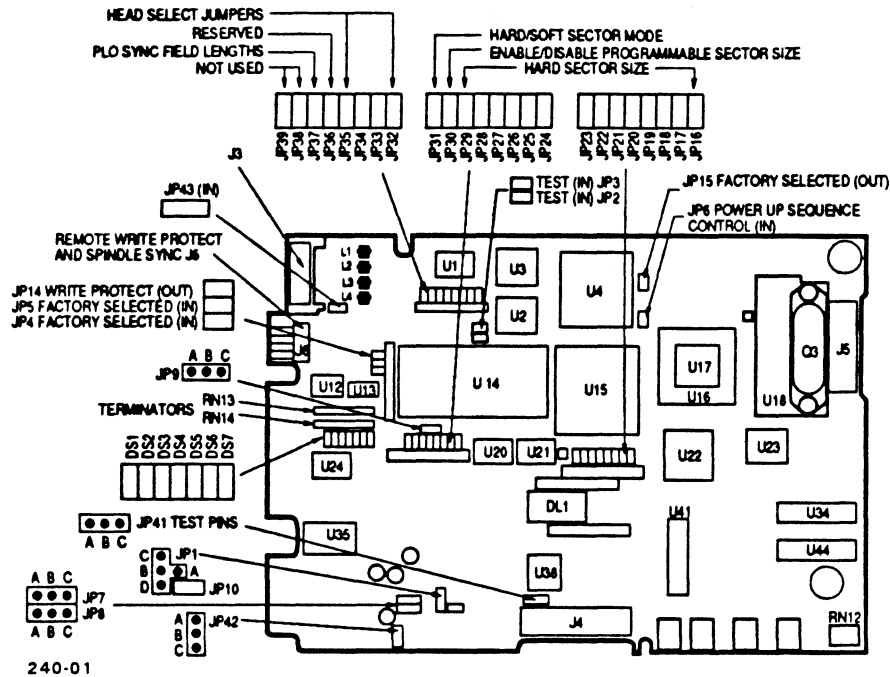 HEAD SELECT JUMPERS
RESERVED
PLO SYNC FIELD LENGTHS
NOT USED
HARD/SOFT SECTOR MODE
ENABLE/DISABLE PROGRAMMABLE SECTOR SIZE
HARD SECTOR SIZE
JP39 JP38 JP37 JP36 JP35 JP34 JP33 JP32
JP31 JP30 JP29 JP28 JP27 JP26 JP25 JP24
JP23 JP22 JP21 JP20 JP19 JP18 JP17 JP16
J3
JP43 (IN)
TEST (IN) JP3
TEST (IN) JP2
JP15 FACTORY SELECTED (OUT)
JP6 POWER UP SEQUENCE
CONTROL (IN)
REMOTE WRITE PROTECT
AND SPINDLE SYNC J6
JP14 WRITE PROTECT (OUT)
JP5 FACTORY SELECTED (IN)
JP4 FACTORY SELECTED (IN)
L1
L2
L3
L4
U1
U3
U4
U2
J6
A B C
JP9
U12
U13
U 14
U15
U17
U16
U18
O3
J5
RN13
TERMINATORS
RN14
DS1 DS2 DS3 DS4 DS5 DS6 DS7
U24
U20
U21
U22
U23
DL1
U41
U34
U44
JP41 TEST PINS
A B C
U35
U36
C
B
D
A
JP1
JP10
A B C
JP7
JP8
A B C
A
B
C
JP42
J4
RN12
240-01